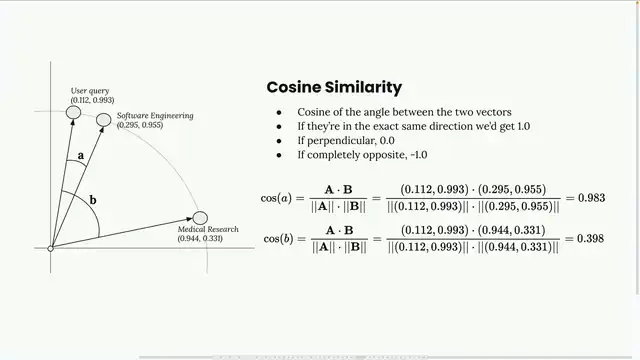 Cosine Similarity
● Cosine of the angle between the two vectors
● If they're in the exact same direction we'd get 1.0
● If perpendicular, 0.0
● If completely opposite, -1.0
User query
(0.112, 0.993)
Software Engineering
(0.295, 0.955)
a
b
Medical Research
(0.944, 0.331)
cos(a) = A · B / ||A|| · ||B|| = (0.112, 0.993) · (0.295, 0.955) / ||(0.112, 0.993)|| · ||(0.295, 0.955)|| = 0.983
cos(b) = A · B / ||A|| · ||B|| = (0.112, 0.993) · (0.944, 0.331) / ||(0.112, 0.993)|| · ||(0.944, 0.331)|| = 0.398